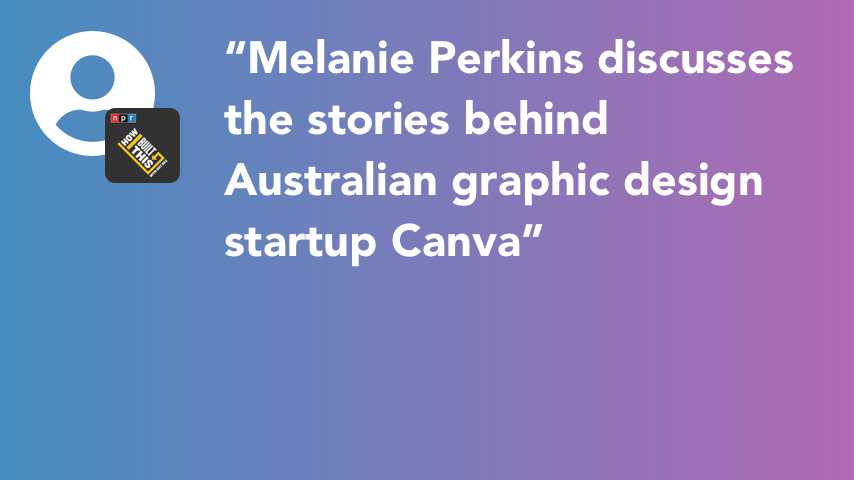 “Melanie Perkins discusses
the stories behind
Australian graphic design
startup Canva”
npr
HOW
I BUILT
THIS